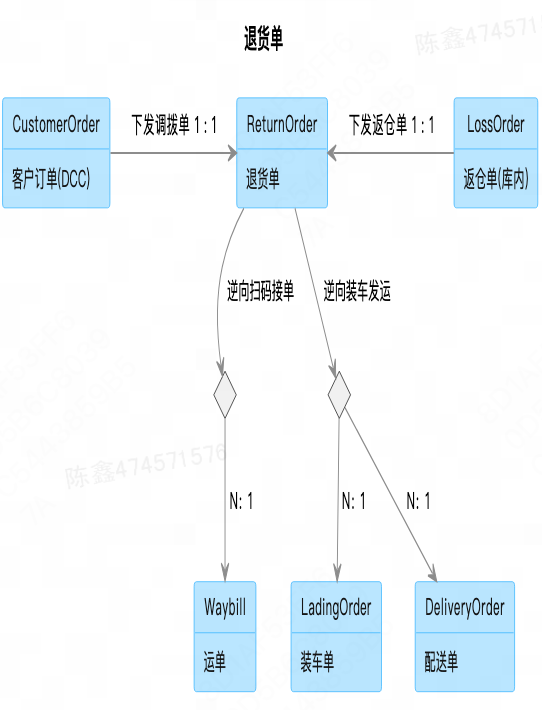 退货单
陈鑫474571
CustomerOrder
客户订单(DCC)
下发调拨单 1 : 1
ReturnOrder
退货单
下发返仓单 1 : 1
LossOrder
返仓单(库内)
逆向扫码接单
逆向装车发运
陈鑫474571576
N: 1
N: 1
N: 1
Waybill
运单
LadingOrder
装车单
DeliveryOrder
配送单